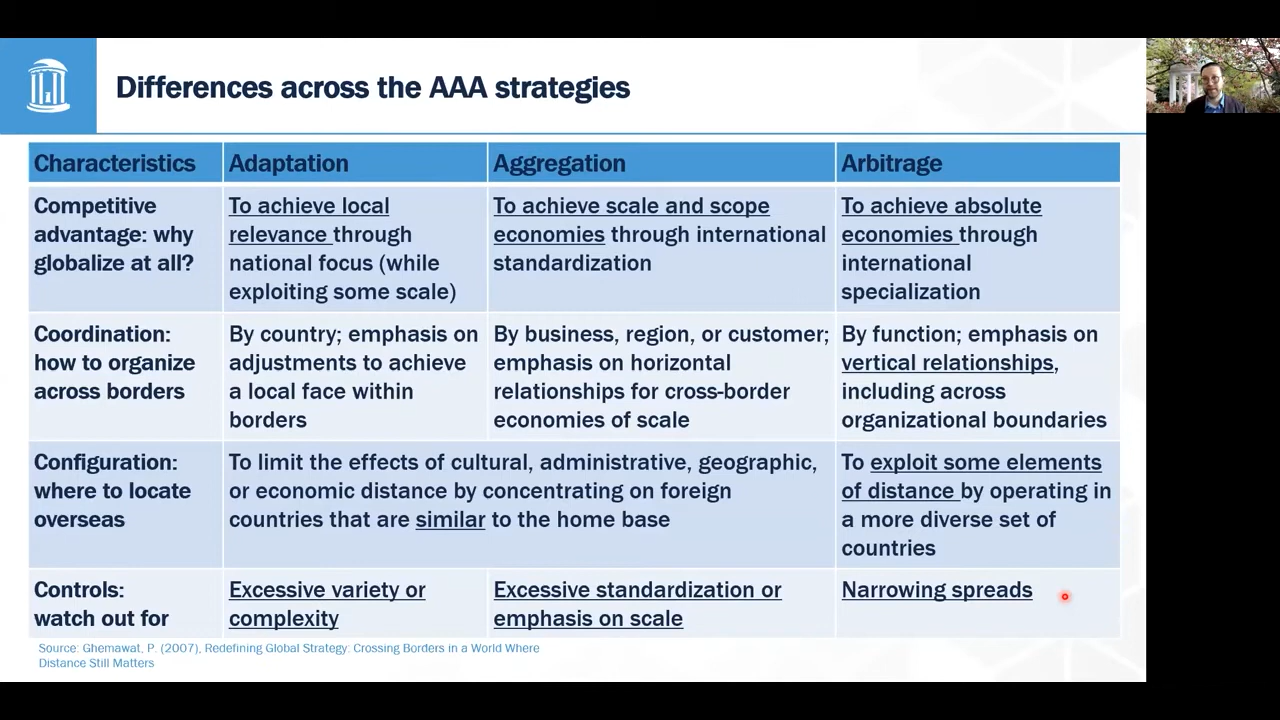 Differences across the AAA strategies
Characteristics
Adaptation
Aggregation
Arbitrage
Competitive
advantage: why
globalize at all?
To achieve local
relevance through
national focus (while
exploiting some scale)
To achieve scale and scope
economies through international
standardization
To achieve absolute
economies through
international
specialization
Coordination:
how to organize
across borders
By country; emphasis on
adjustments to achieve
a local face within
borders
By business, region, or customer;
emphasis on horizontal
relationships for cross-border
economies of scale
By function; emphasis on
vertical relationships,
including across
organizational boundaries
Configuration:
where to locate
overseas
To limit the effects of cultural, administrative, geographic,
or economic distance by concentrating on foreign
countries that are similar to the home base
To exploit some elements
of distance by operating in
a more diverse set of
countries
Controls:
watch out for
Excessive variety or
complexity
Excessive standardization or
emphasis on scale
Narrowing spreads
Source: Ghemawat, P. (2007), Redefining Global Strategy: Crossing Borders in a World Where
Distance Still Matters